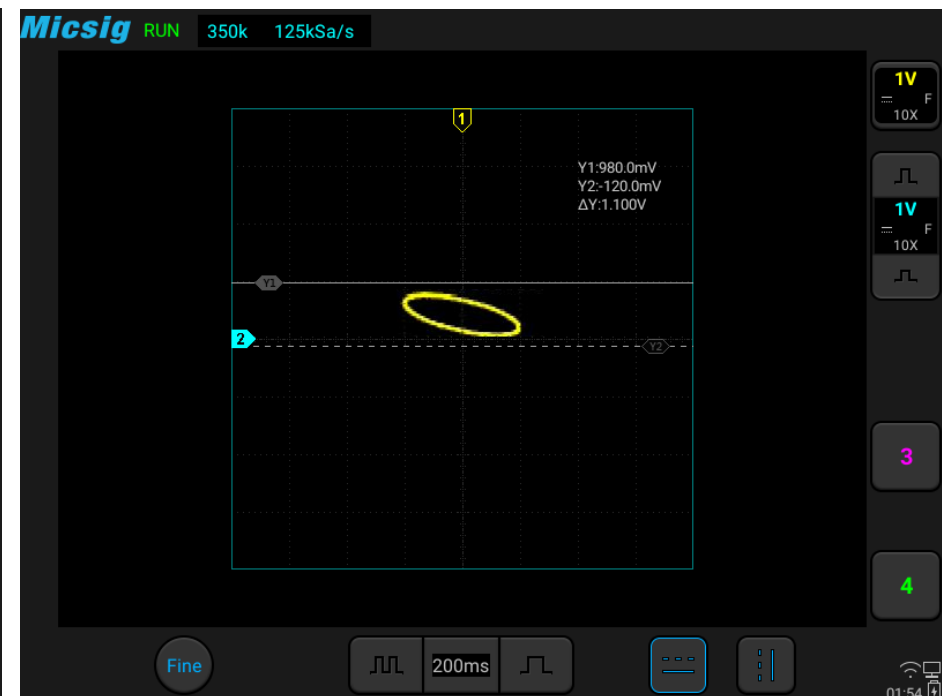 Micsig RUN 350k 125kSa/s
1V
F
10X
1
Y1:980.0mV
Y2:-120.0mV
ΔY:1.100V
1V
F
10X
Y1
2
Y2
3
4
Fine
200ms
01:54